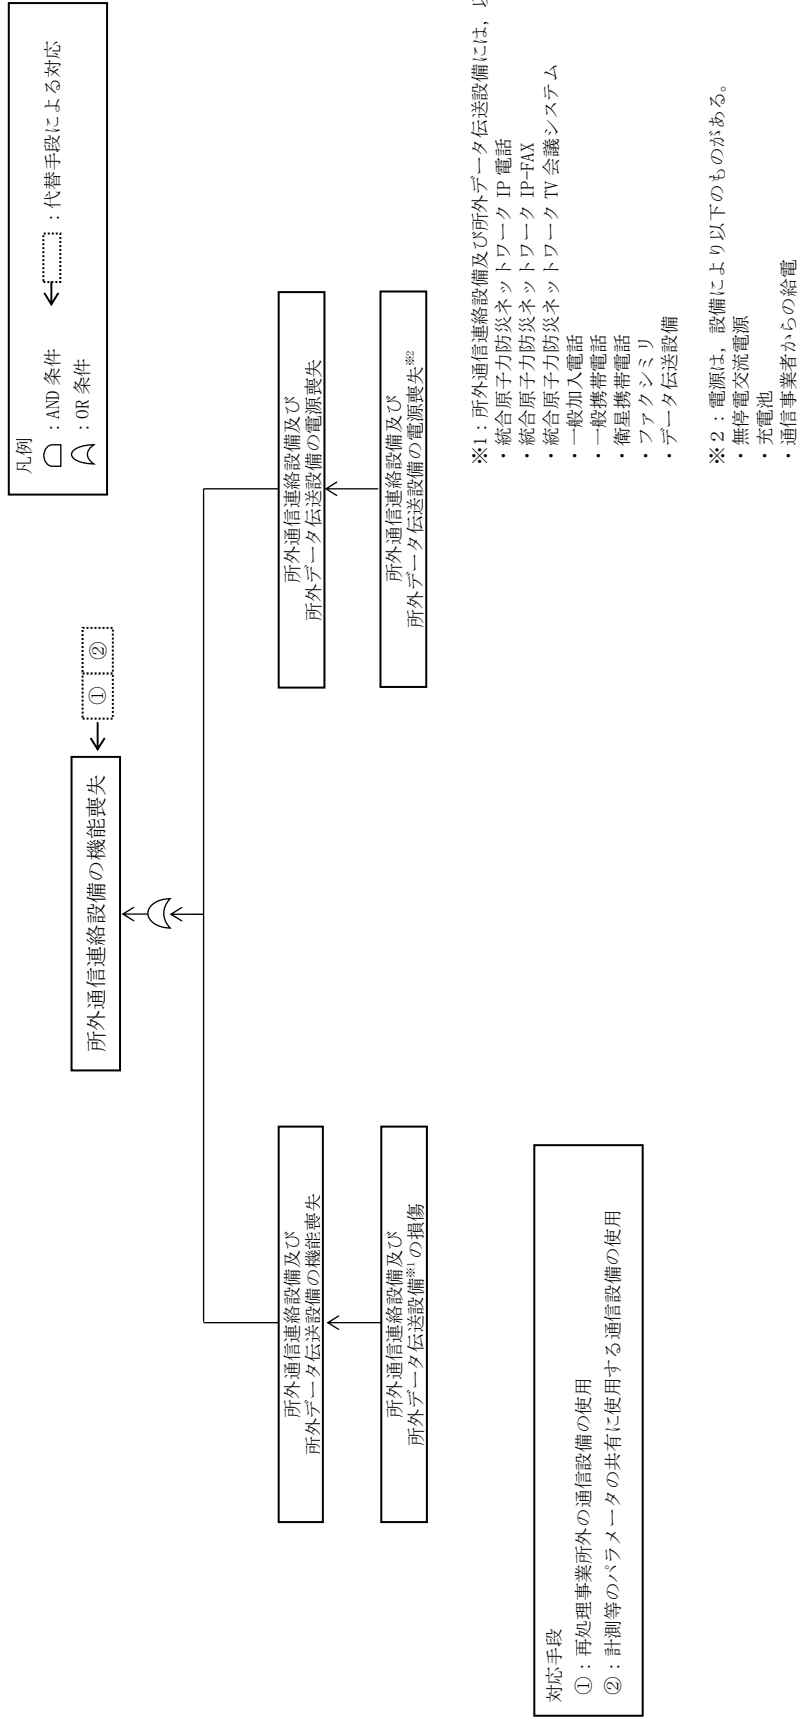 凡例
：AND 条件
：OR 条件
：代替手段による対応
所外通信連絡設備の機能喪失
① ②
所外通信連絡設備及び
所外データ伝送設備の機能喪失
所外通信連絡設備及び
所外データ伝送設備の電源喪失
所外通信連絡設備及び
所外データ伝送設備※1の損傷
所外通信連絡設備及び
所外データ伝送設備の電源喪失※2
対応手段
①：再処理事業所外の通信設備の使用
②：計測等のパラメータの共有に使用する通信設備の使用
※1：所外通信連絡設備及び所外データ伝送設備には，以
・統合原子力防災ネットワーク IP 電話
・統合原子力防災ネットワーク IP-FAX
・統合原子力防災ネットワーク TV 会議システム
・一般加入電話
・一般携帯電話
・衛星携帯電話
・ファクシミリ
・データ伝送設備
※２：電源は，設備により以下のものがある。
・無停電交流電源
・充電池
・通信事業者からの給電